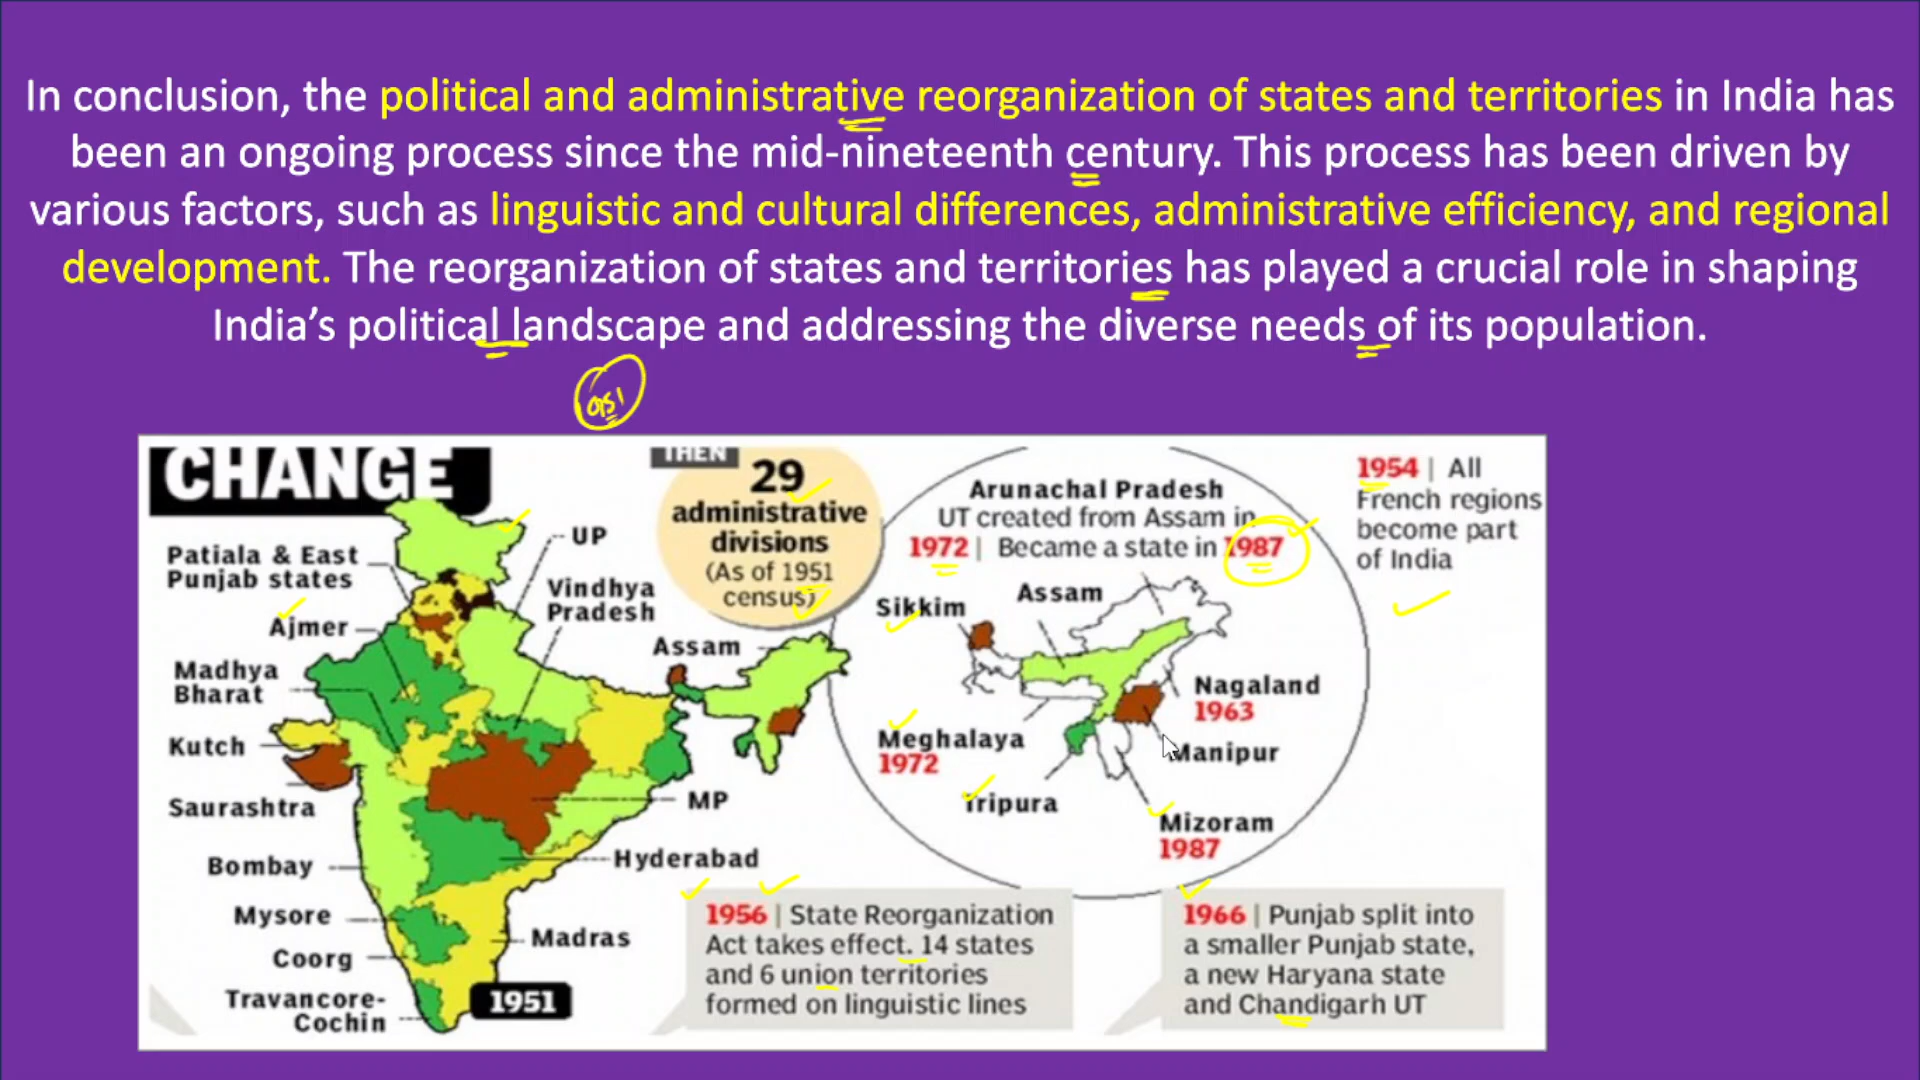 In conclusion, the political and administrative reorganization of states and territories in India has
been an ongoing process since the mid-nineteenth century. This process has been driven by
various factors, such as linguistic and cultural differences, administrative efficiency, and regional
development. The reorganization of states and territories has played a crucial role in shaping
India’s political landscape and addressing the diverse needs of its population.
CHANGE
Patiala & East
Punjab states
Ajmer
Madhya
Bharat
Kutch
Saurashtra
Bombay
Mysore
Coorg
Travancore-
Cochin
UP
Vindhya
Pradesh
Assam
MP
Hyderabad
Madras
1951
THEN
29
administrative
divisions
(As of 1951
census)
Arunachal Pradesh
UT created from Assam in
1972 | Became a state in 1987
Sikkim
Assam
Nagaland
1963
Meghalaya
1972
Manipur
Tripura
Mizoram
1987
1954 | All
French regions
become part
of India
1956 | State Reorganization
Act takes effect. 14 states
and 6 union territories
formed on linguistic lines
1966 | Punjab split into
a smaller Punjab state,
a new Haryana state
and Chandigarh UT